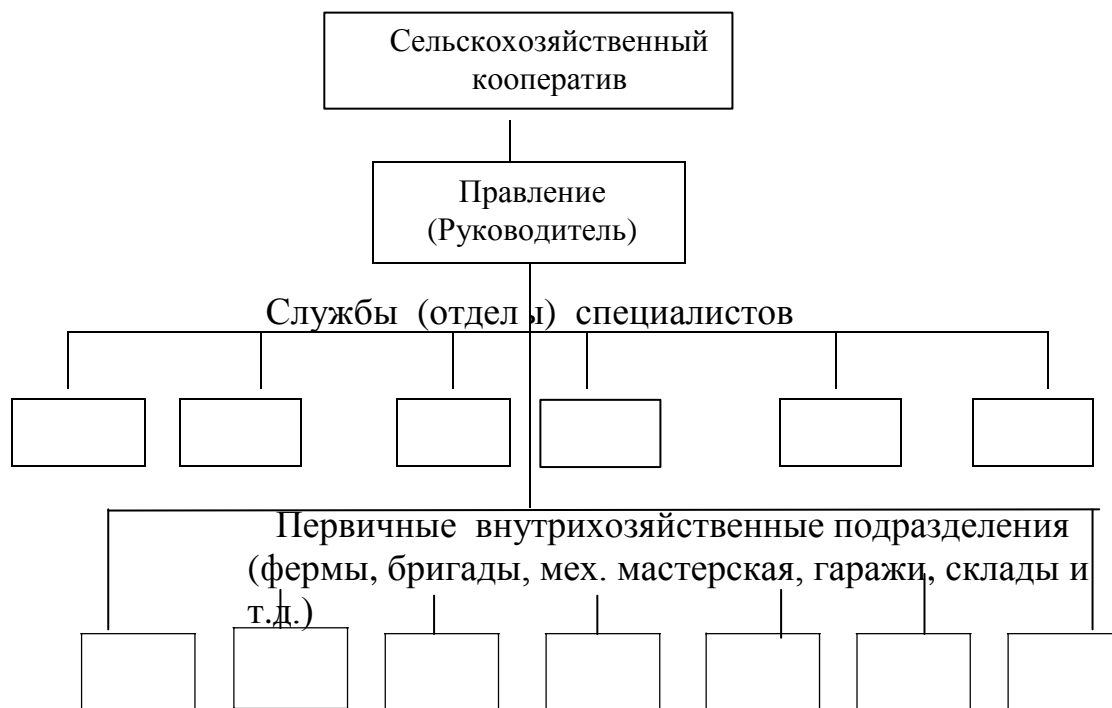 Сельскохозяйственный
кооператив
Правление
(Руководитель)
Службы (отделы) специалистов
Первичные внутрихозяйственные подразделения
(фермы, бригады, мех. мастерская, гаражи, склады и
т.д.)